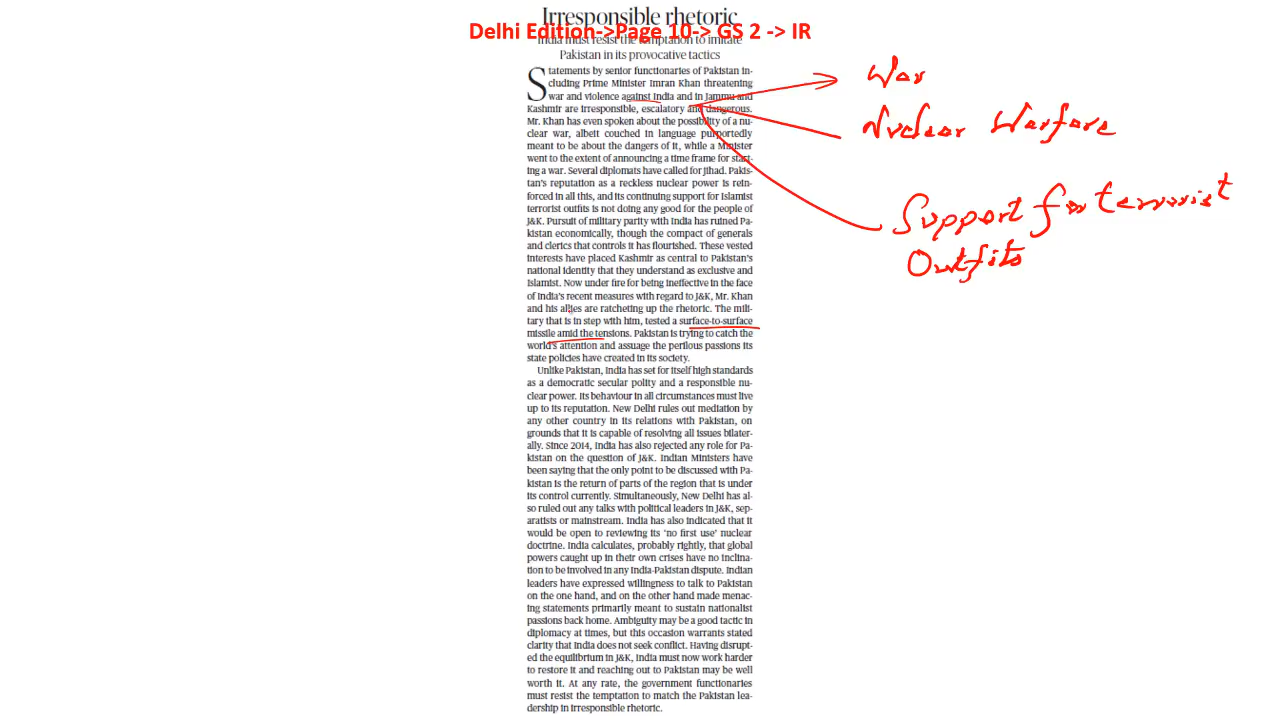 Irresponsible rhetoric
Delhi Edition->Page 10-> GS 2 -> IR
India must resist the temptation to imitate
Pakistan in its provocative tactics
Statements by senior functionaries of Pakistan in-
cluding Prime Minister Imran Khan threatening
war and violence against India and in Jammu and
Kashmir are irresponsible, escalatory and dangerous.
Mr. Khan has even spoken about the possibility of a nu-
clear war, albeit couched in language purportedly
meant to be about the dangers of it, while a Minister
went to the extent of announcing a time frame for start-
ing a war. Several diplomats have called for jihad. Pakis-
tan's reputation as a reckless nuclear power is rein-
forced in all this, and its continuing support for Islamist
terrorist outfits is not doing any good for the people of
J&K. Pursuit of military parity with India has ruined Pa-
kistan economically, though the compact of generals
and clerics that controls it has flourished. These vested
interests have placed Kashmir as central to Pakistan's
national identity that they understand as exclusive and
Islamist. Now under fire for being ineffective in the face
of India's recent measures with regard to J&K, Mr. Khan
and his allies are ratcheting up the rhetoric. The mili-
tary that is in step with him, tested a surface-to-surface
missile amid the tensions. Pakistan is trying to catch the
world's attention and assuage the perilous passions its
state policies have created in its society.
Unlike Pakistan, India has set for itself high standards
as a democratic secular polity and a responsible nu-
clear power. Its behaviour in all circumstances must live
up to its reputation. New Delhi rules out mediation by
any other country in its relations with Pakistan, on
grounds that it is capable of resolving all issues bilater-
ally. Since 2014, India has also rejected any role for Pa-
kistan on the question of J&K. Indian Ministers have
been saying that the only point to be discussed with Pa-
kistan is the return of parts of the region that is under
its control currently. Simultaneously, New Delhi has al-
so ruled out any talks with political leaders in J&K, sep-
aratists or mainstream. India has also indicated that it
would be open to reviewing its 'no first use' nuclear
doctrine. India calculates, probably rightly, that global
powers caught up in their own crises have no inclina-
tion to be involved in any India-Pakistan dispute. Indian
leaders have expressed willingness to talk to Pakistan
on the one hand, and on the other hand made menac-
ing statements primarily meant to sustain nationalist
passions back home. Ambiguity may be a good tactic in
diplomacy at times, but this occasion warrants stated
clarity that India does not seek conflict. Having disrupt-
ed the equilibrium in J&K, India must now work harder
to restore it and reaching out to Pakistan may be well
worth it. At any rate, the government functionaries
must resist the temptation to match the Pakistan lea-
dership in irresponsible rhetoric.
War
Nuclear Warfare
Support for terrorist
Outfits